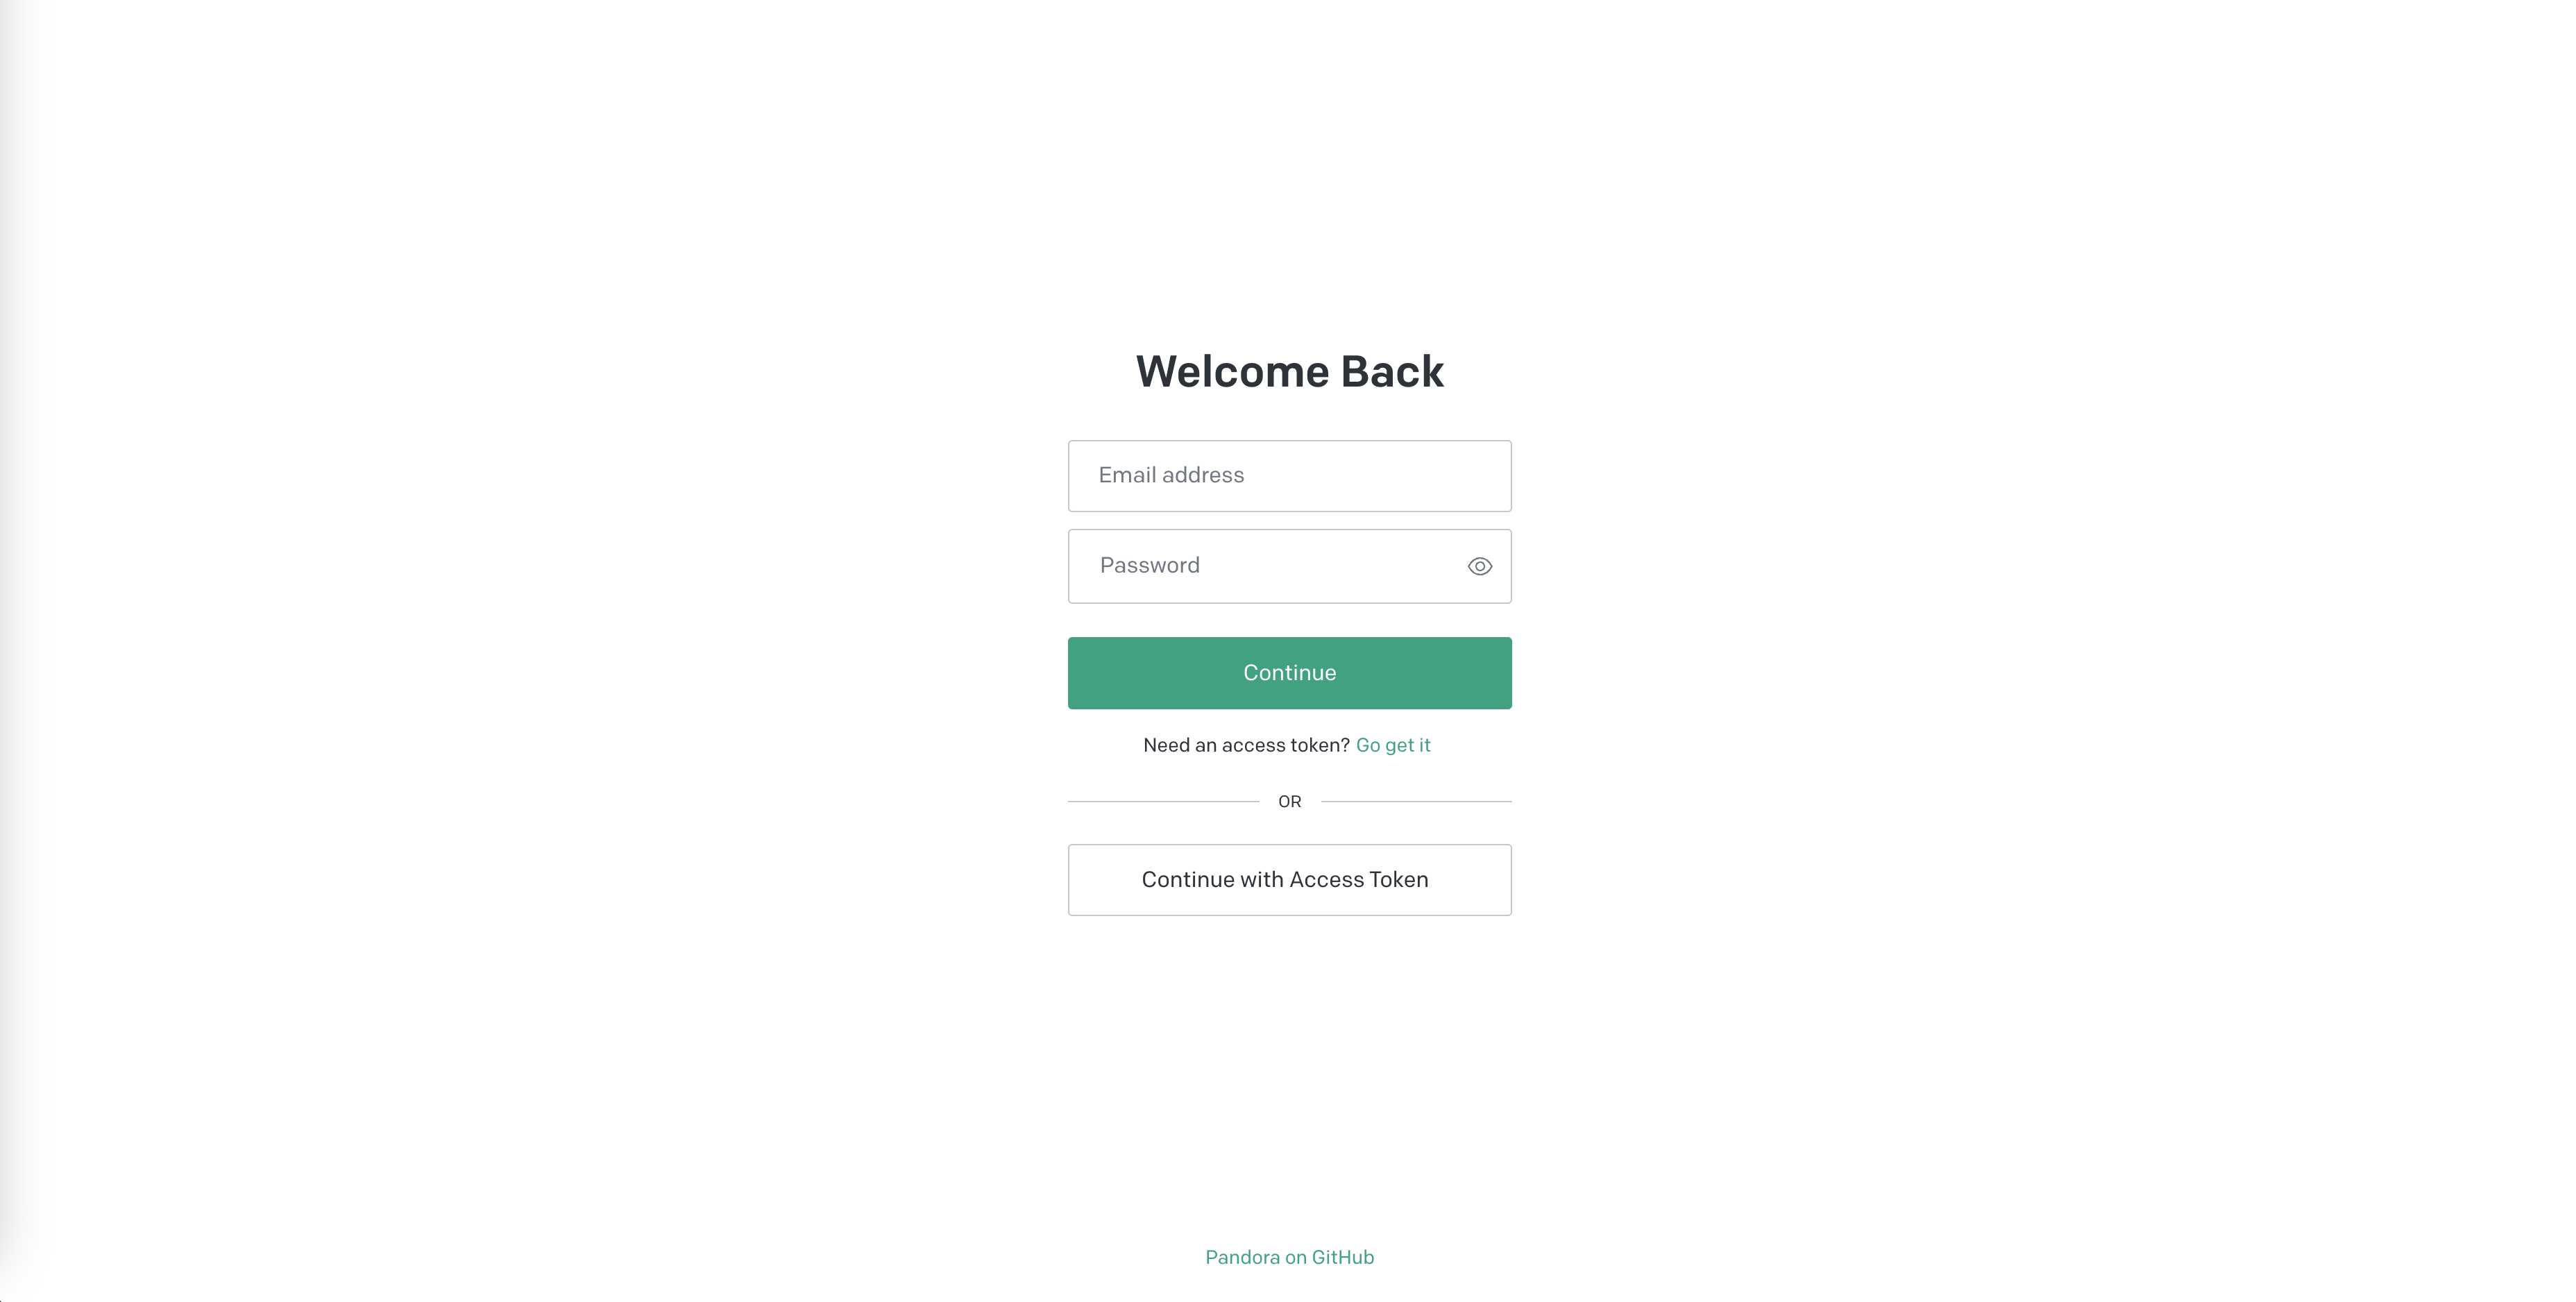 Welcome Back
Email address
Password
Continue
Need an access token? Go get it
OR
Continue with Access Token
Pandora on GitHub